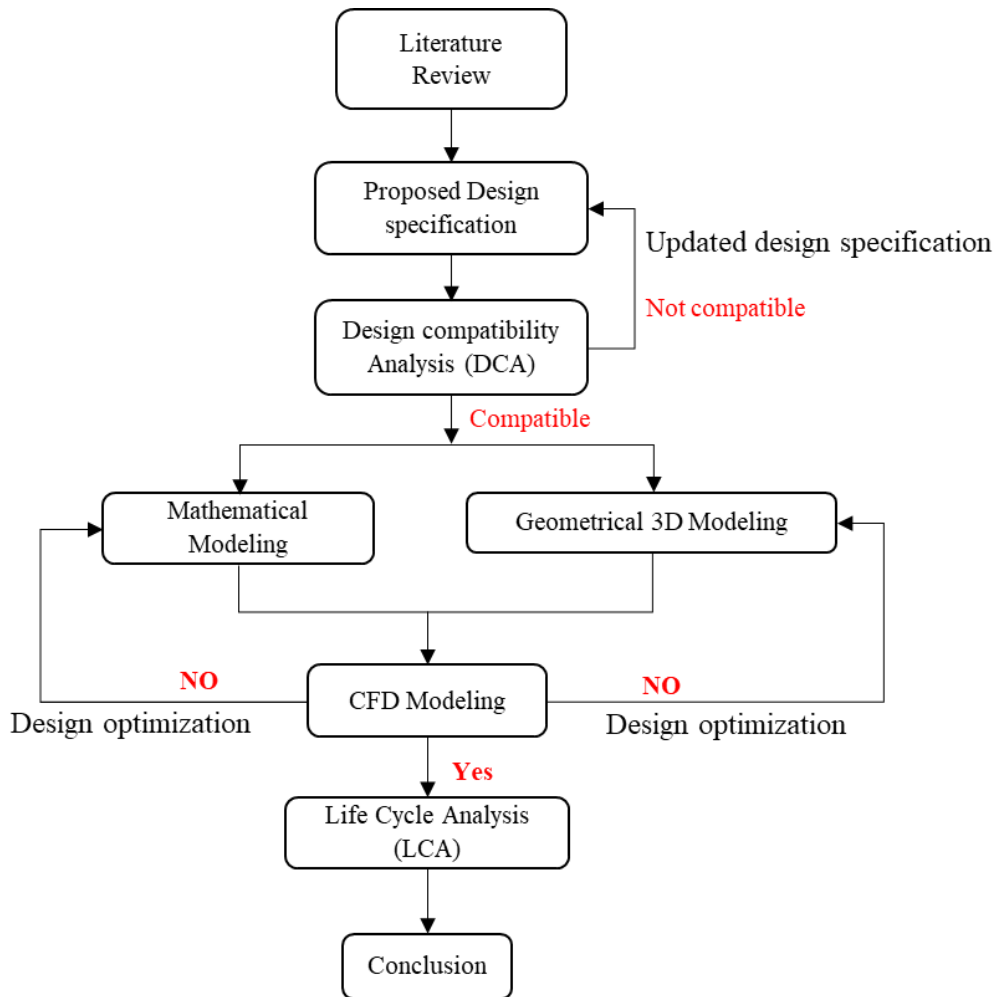 Literature
Review
Proposed Design
specification
Updated design specification
Not compatible
Design compatibility
Analysis (DCA)
Compatible
Mathematical
Modeling
Geometrical 3D Modeling
NO
Design optimization
CFD Modeling
NO
Design optimization
Yes
Life Cycle Analysis
(LCA)
Conclusion